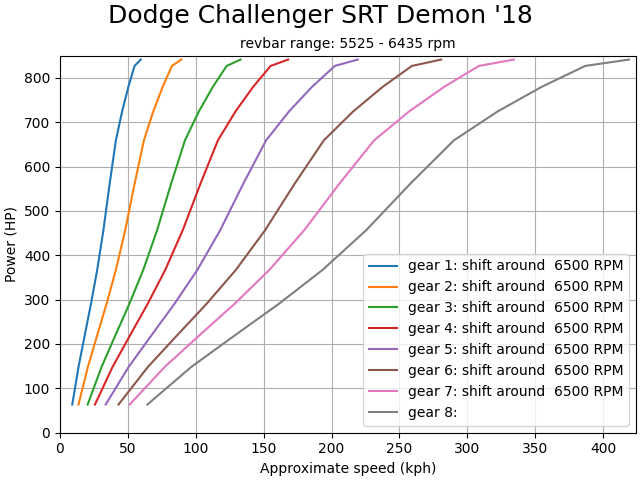 Dodge Challenger SRT Demon '18
revbar range: 5525 - 6435 rpm
Power (HP)
800
700
600
500
400
300
200
100
0
gear 1: shift around  6500 RPM
gear 2: shift around  6500 RPM
gear 3: shift around  6500 RPM
gear 4: shift around  6500 RPM
gear 5: shift around  6500 RPM
gear 6: shift around  6500 RPM
gear 7: shift around  6500 RPM
gear 8:
0 50 100 150 200 250 300 350 400
Approximate speed (kph)